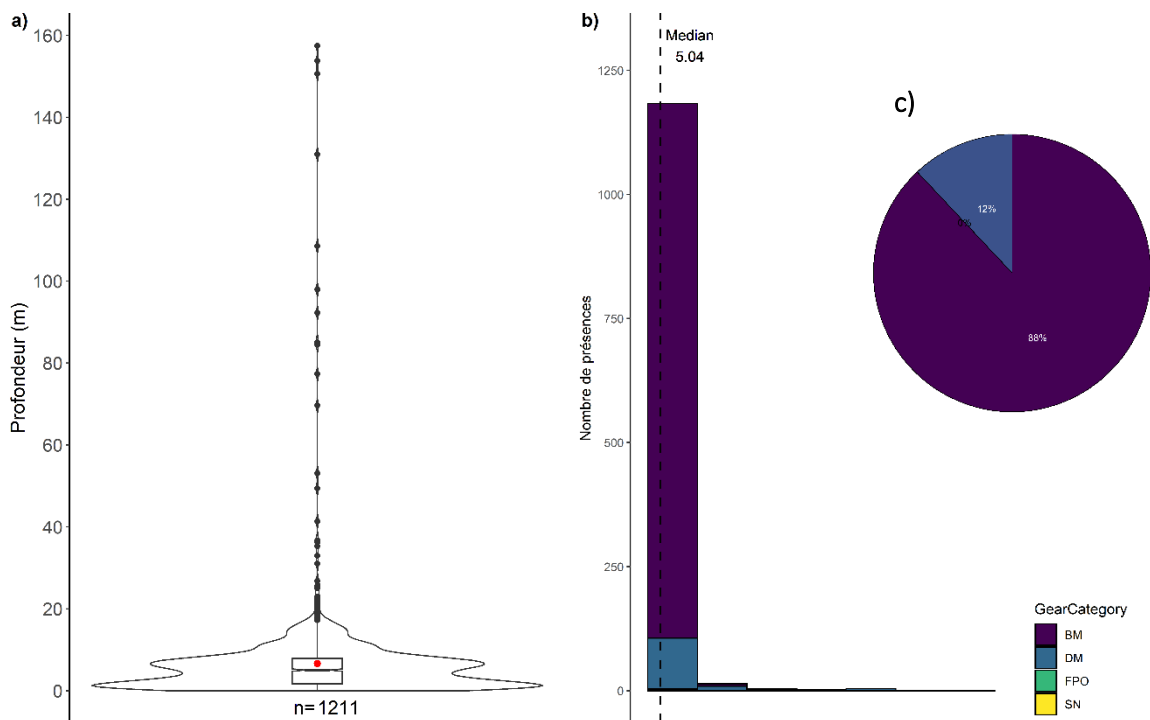 a)
160
140
120
100
80
60
40
20
0
Profondeur (m)
n= 1211
b)
Median
5.04
1250
1000
750
500
250
0
Nombre de présences
c)
12%
0%
88%
GearCategory
BM
DM
FPO
SN